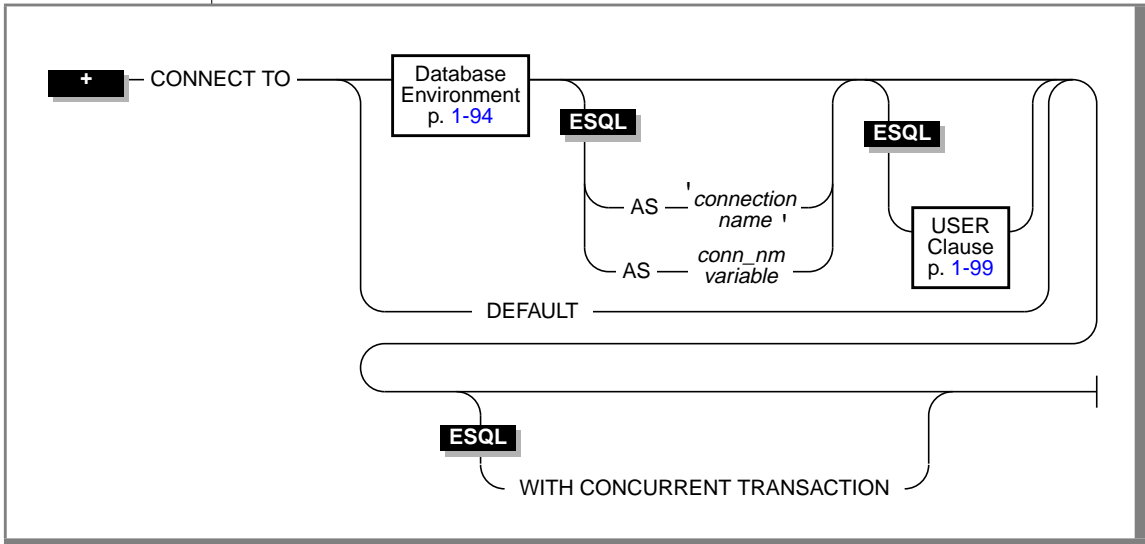 +
CONNECT TO
Database
Environment
p. 1-94
ESQL
ESQL
AS
'connection
name '
USER
Clause
p. 1-99
AS
conn_nm
variable
DEFAULT
ESQL
WITH CONCURRENT TRANSACTION